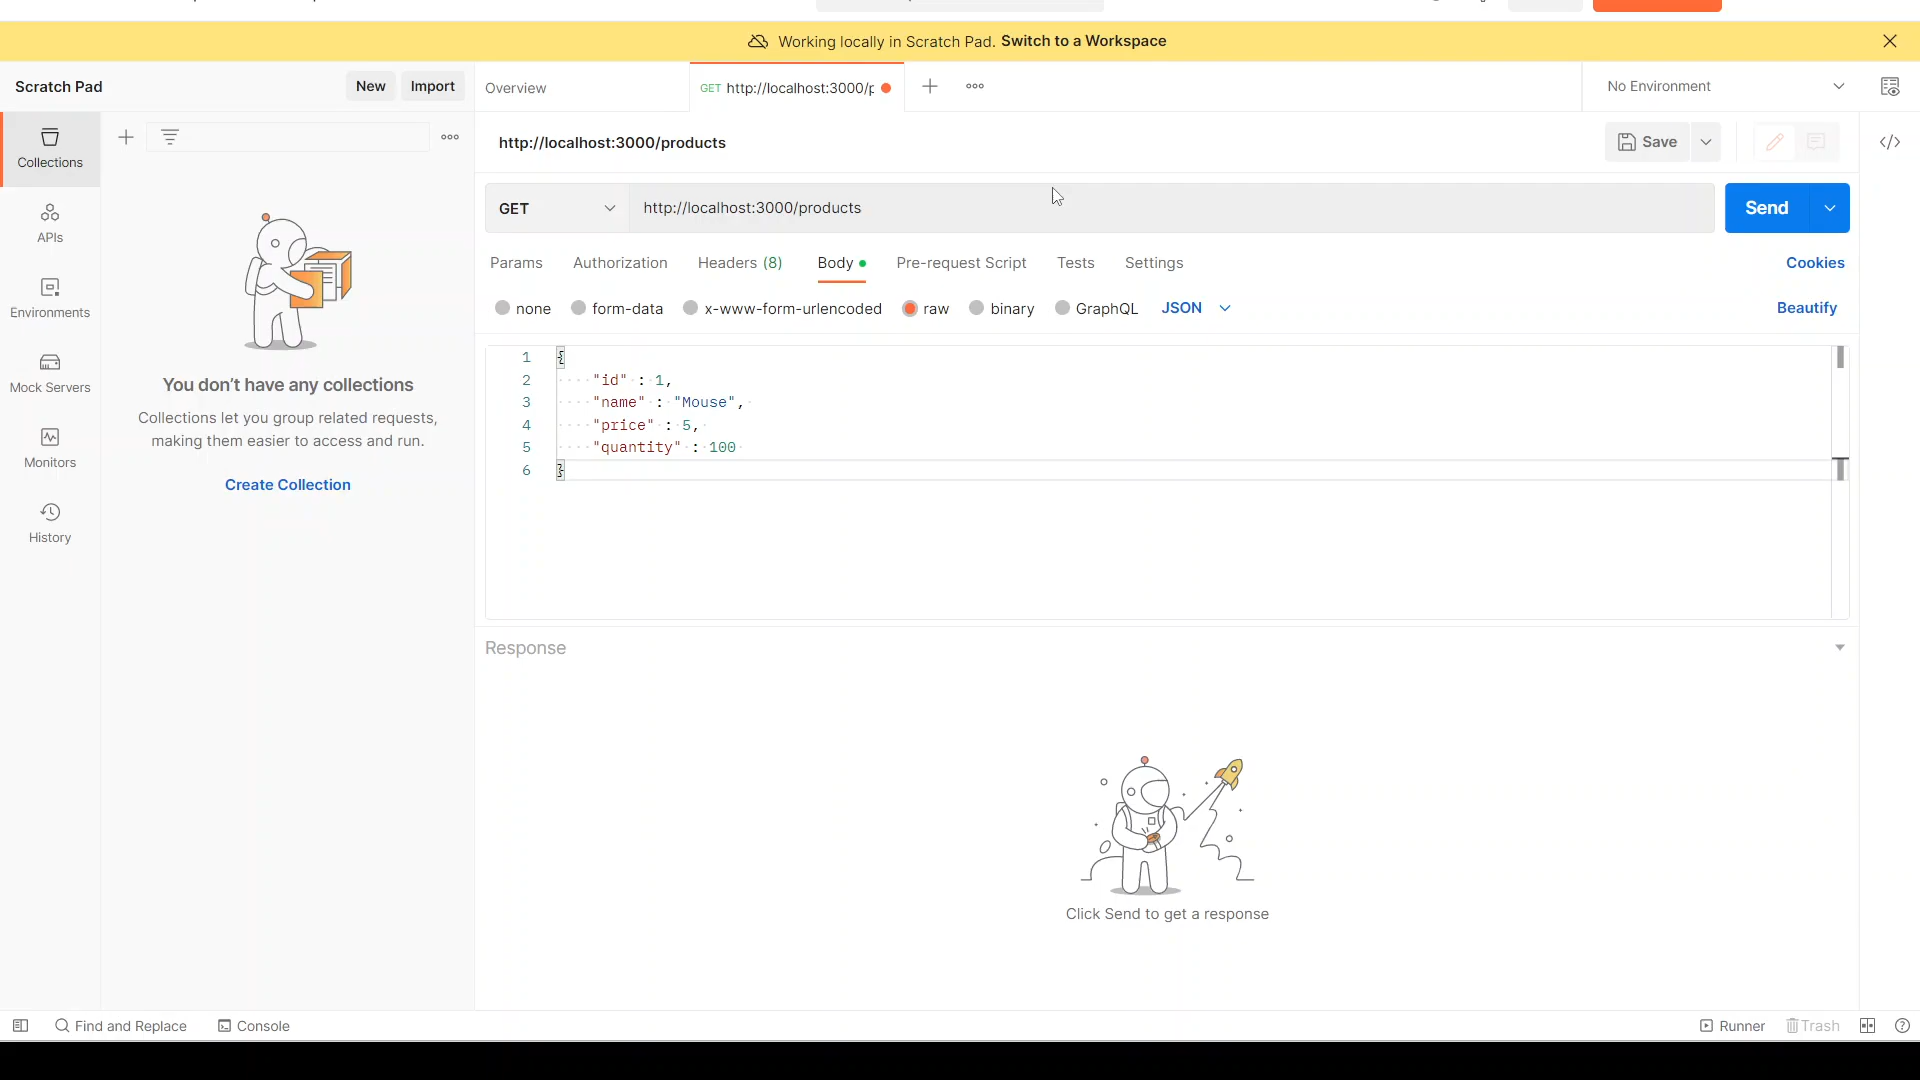 Working locally in Scratch Pad. Switch to a Workspace
Scratch Pad
New
Import
Overview
GET http://localhost:3000/p
No Environment
Collections
http://localhost:3000/products
Save
APIs
GET
http://localhost:3000/products
Send
Params
Authorization
Headers (8)
Body
Pre-request Script
Tests
Settings
Cookies
Environments
none
form-data
x-www-form-urlencoded
raw
binary
GraphQL
JSON
Beautify
Mock Servers
You don't have any collections
Collections let you group related requests,
making them easier to access and run.
Create Collection
Monitors
History
1 {
2 "id" : 1,
3 "name" : "Mouse",
4 "price" : 5,
5 "quantity" : 100
6 }
Response
Click Send to get a response
Find and Replace
Console
Runner
Trash